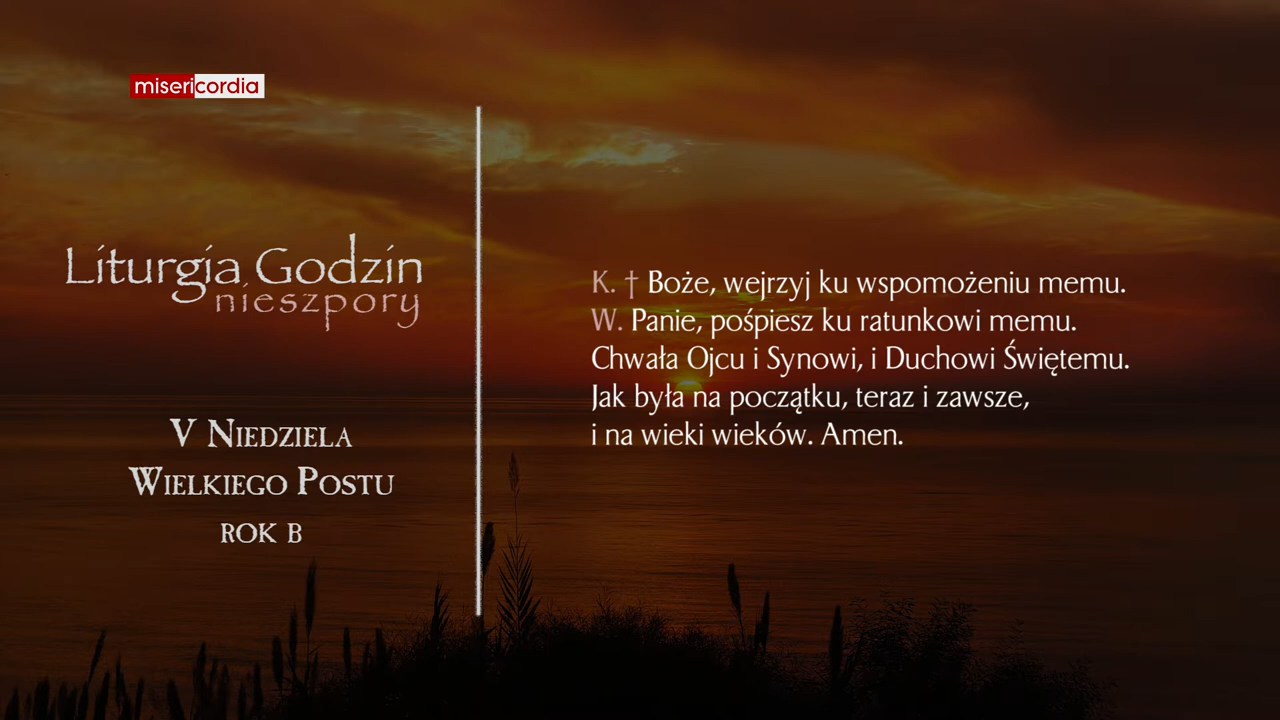 misericordia
Liturgia Godzin
nieszpory
V Niedziela
Wielkiego Postu
rok B
K. † Boże, wejrzyj ku wspomożeniu memu.
W. Panie, pośpiesz ku ratunkowi memu.
Chwała Ojcu i Synowi, i Duchowi Świętemu.
Jak była na początku, teraz i zawsze,
i na wieki wieków. Amen.